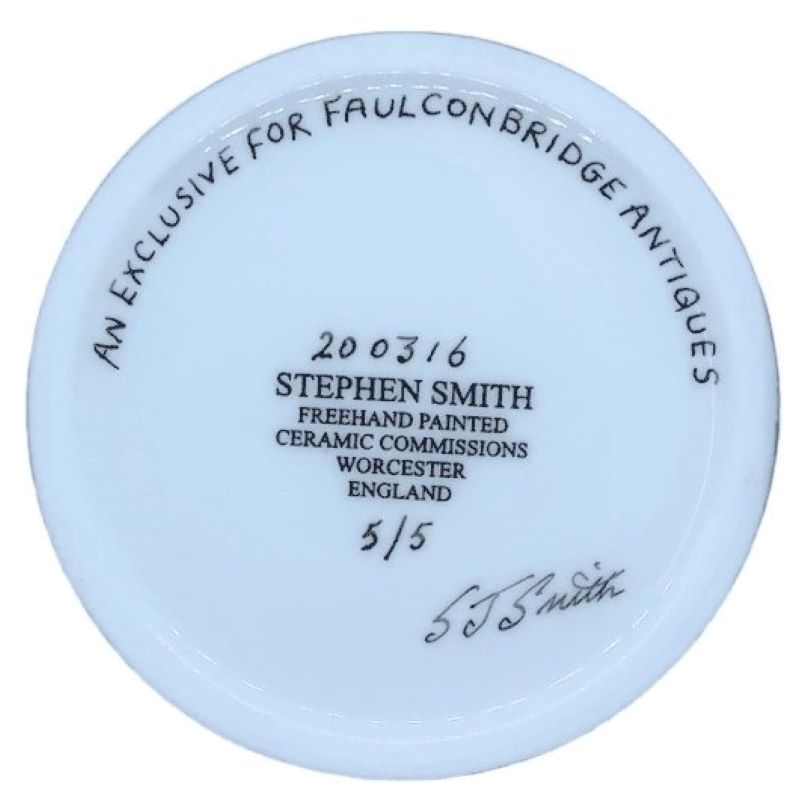 AN EXCLUSIVE FOR FAULCONBRIDGE ANTIQUES
200316
STEPHEN SMITH
FREEHAND PAINTED
CERAMIC COMMISSIONS
WORCESTER
ENGLAND
5/5
S J Smith